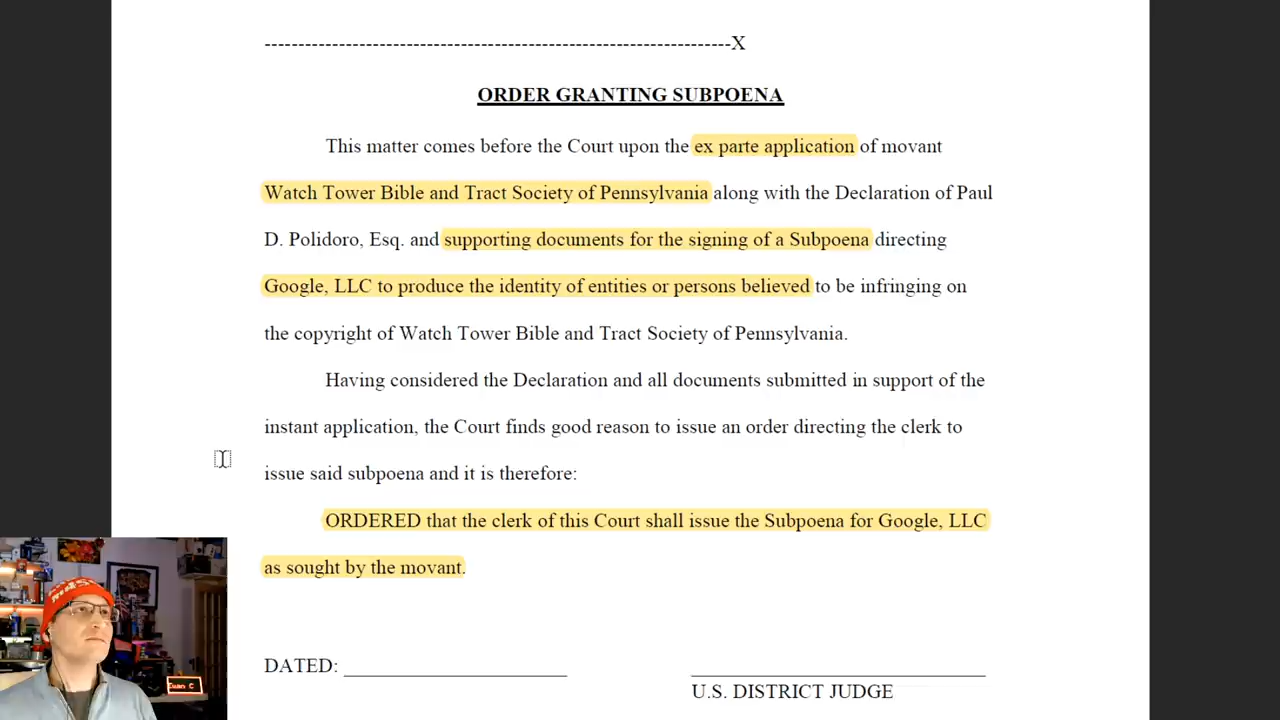 -----------------------------------------------------------------------X
ORDER GRANTING SUBPOENA
This matter comes before the Court upon the ex parte application of movant
Watch Tower Bible and Tract Society of Pennsylvania along with the Declaration of Paul
D. Polidoro, Esq. and supporting documents for the signing of a Subpoena directing
Google, LLC to produce the identity of entities or persons believed to be infringing on
the copyright of Watch Tower Bible and Tract Society of Pennsylvania.
Having considered the Declaration and all documents submitted in support of the
instant application, the Court finds good reason to issue an order directing the clerk to
issue said subpoena and it is therefore:
ORDERED that the clerk of this Court shall issue the Subpoena for Google, LLC
as sought by the movant.
DATED: ______________________
U.S. DISTRICT JUDGE